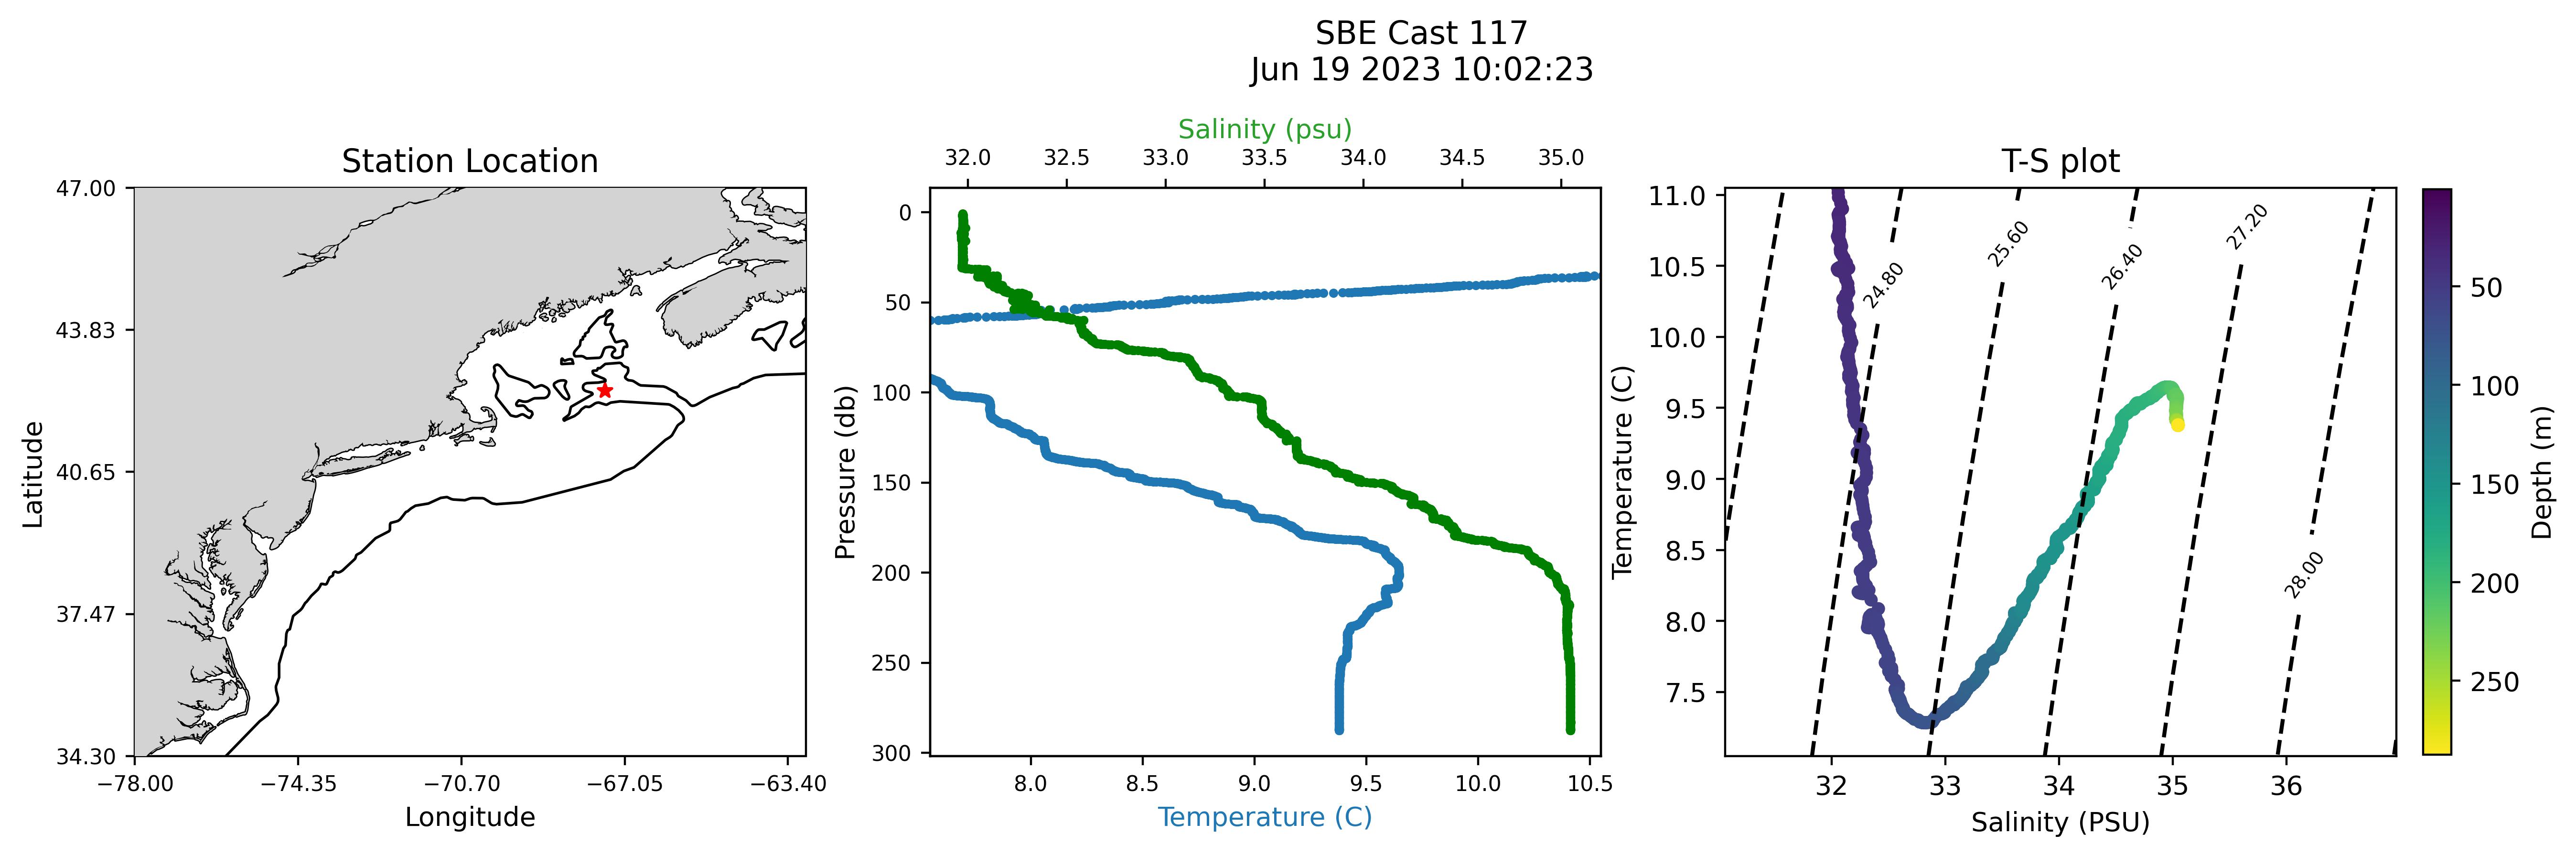 SBE Cast 117
Jun 19 2023 10:02:23
Station Location
47.00
43.83
40.65
37.47
34.30
Latitude
−78.00 −74.35 −70.70 −67.05 −63.40
Longitude
Salinity (psu)
32.0 32.5 33.0 33.5 34.0 34.5 35.0
0
50
100
150
200
250
300
Pressure (db)
8.0 8.5 9.0 9.5 10.0 10.5
Temperature (C)
T-S plot
11.0
10.5
10.0
9.5
9.0
8.5
8.0
7.5
Temperature (C)
24.80
25.60
26.40
27.20
28.00
32 33 34 35 36
Salinity (PSU)
50
100
150
200
250
Depth (m)